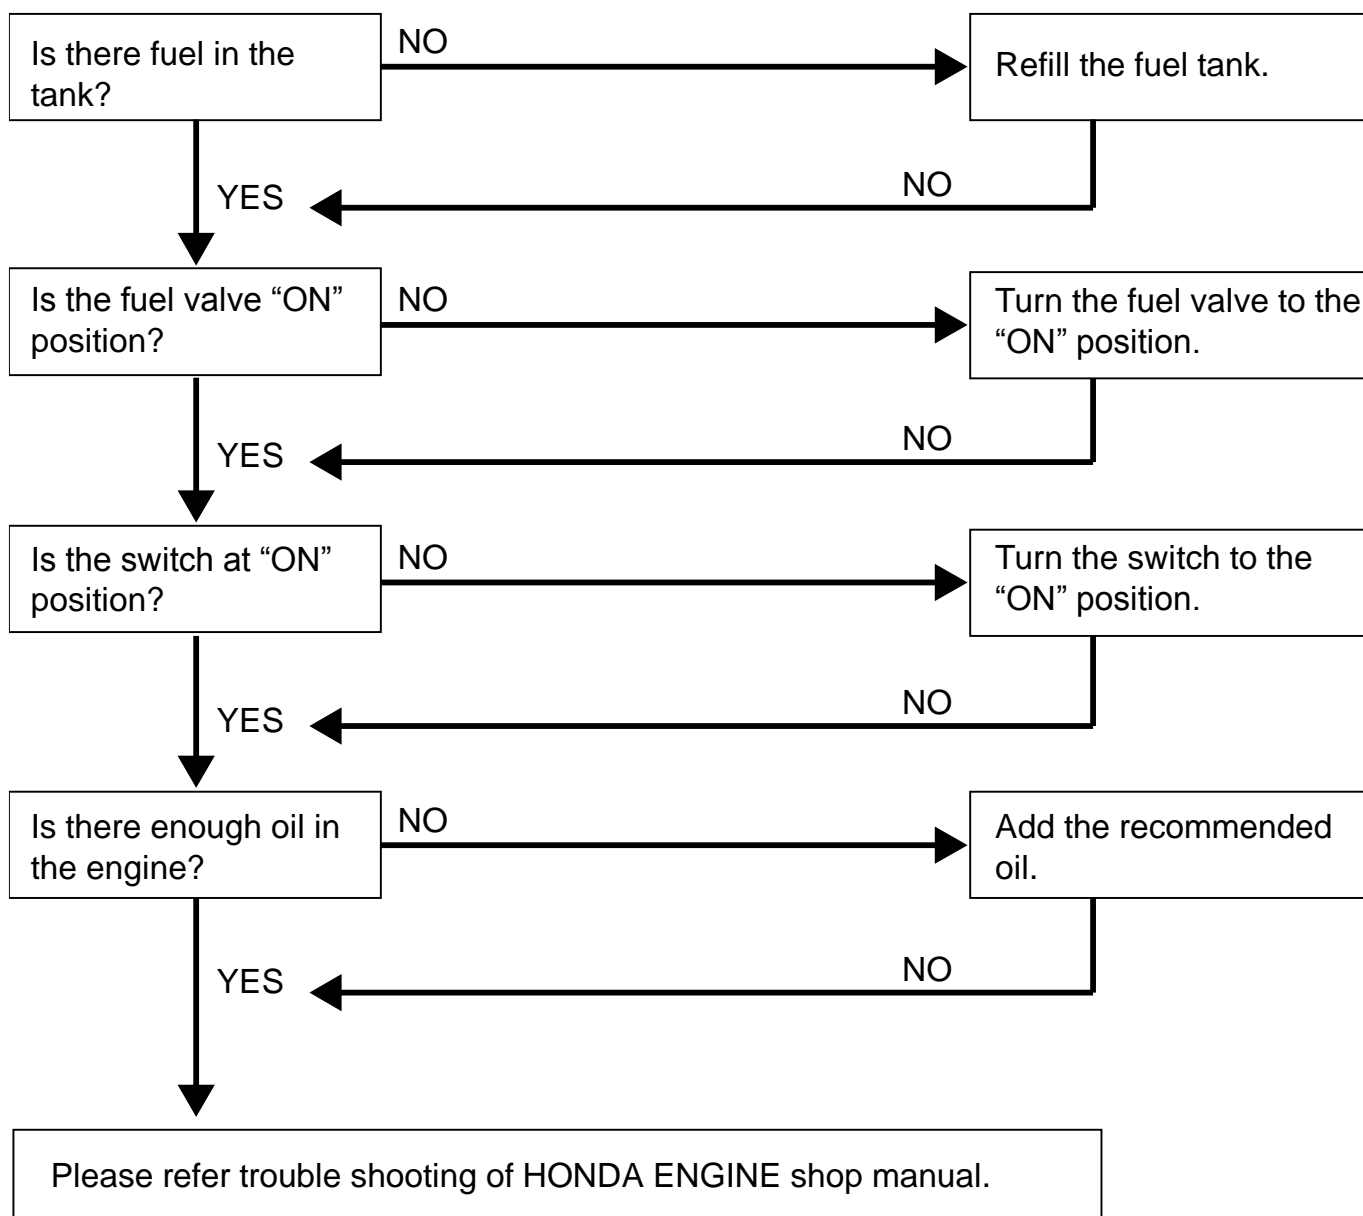 Is there fuel in the
tank?
NO
Refill the fuel tank.
YES
NO
Is the fuel valve “ON”
position?
NO
Turn the fuel valve to the
“ON” position.
YES
NO
Is the switch at “ON”
position?
NO
Turn the switch to the
“ON” position.
YES
NO
Is there enough oil in
the engine?
NO
Add the recommended
oil.
YES
NO
Please refer trouble shooting of HONDA ENGINE shop manual.